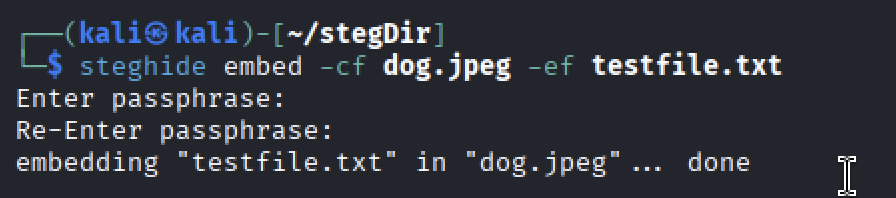 ┌──(kali㉿kali)-[~/stegDir]
└─$ steghide embed -cf dog.jpeg -ef testfile.txt
Enter passphrase:
Re-Enter passphrase:
embedding "testfile.txt" in "dog.jpeg"... done